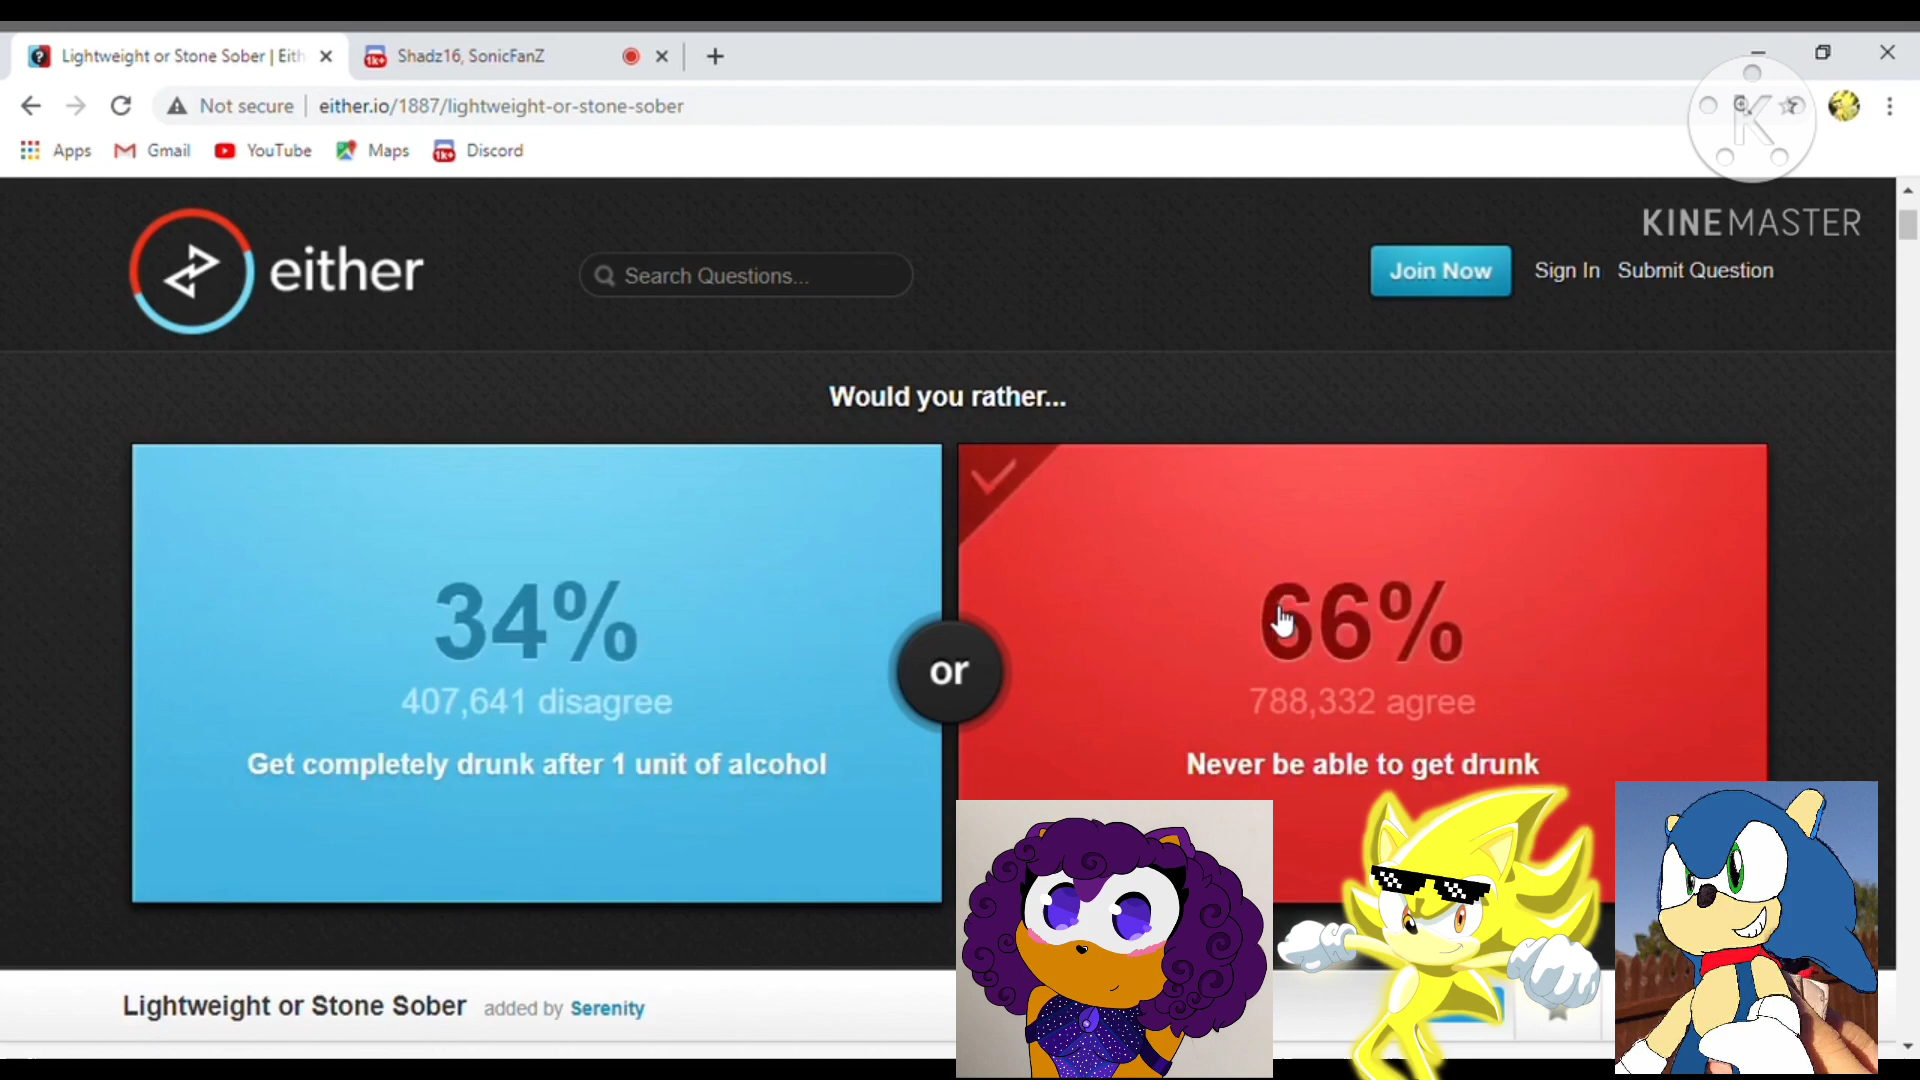 Lightweight or Stone Sober | Eith
Shadz16, SonicFanZ
Not secure | either.io/1887/lightweight-or-stone-sober
Apps Gmail YouTube Maps Discord
K
KINEMASTER
either
Search Questions...
Join Now Sign In Submit Question
Would you rather...
34%
407,641 disagree
Get completely drunk after 1 unit of alcohol
or
66%
788,332 agree
Never be able to get drunk
Lightweight or Stone Sober added by Serenity